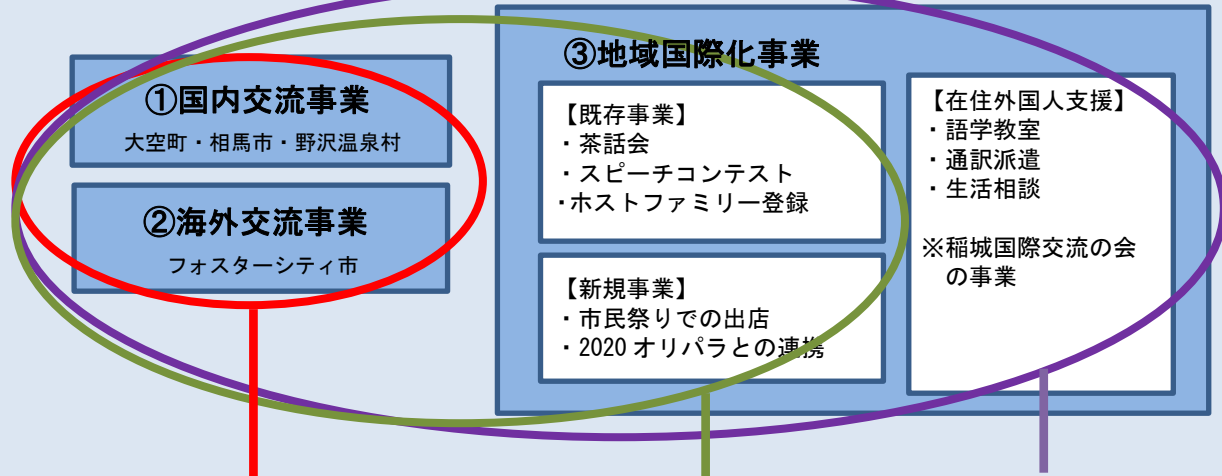 ①国内交流事業
大空町・相馬市・野沢温泉村
②海外交流事業
フォスターシティ市
③地域国際化事業
【既存事業】
・茶話会
・スピーチコンテスト
・ホストファミリー登録
【新規事業】
・市民祭りでの出店
・2020 オリパラとの連携
【在住外国人支援】
・語学教室
・通訳派遣
・生活相談
※稲城国際交流の会
の事業